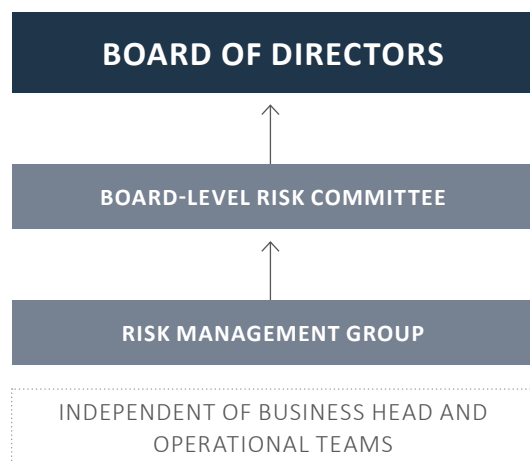 BOARD OF DIRECTORS
BOARD-LEVEL RISK COMMITTEE
RISK MANAGEMENT GROUP
INDEPENDENT OF BUSINESS HEAD AND
OPERATIONAL TEAMS